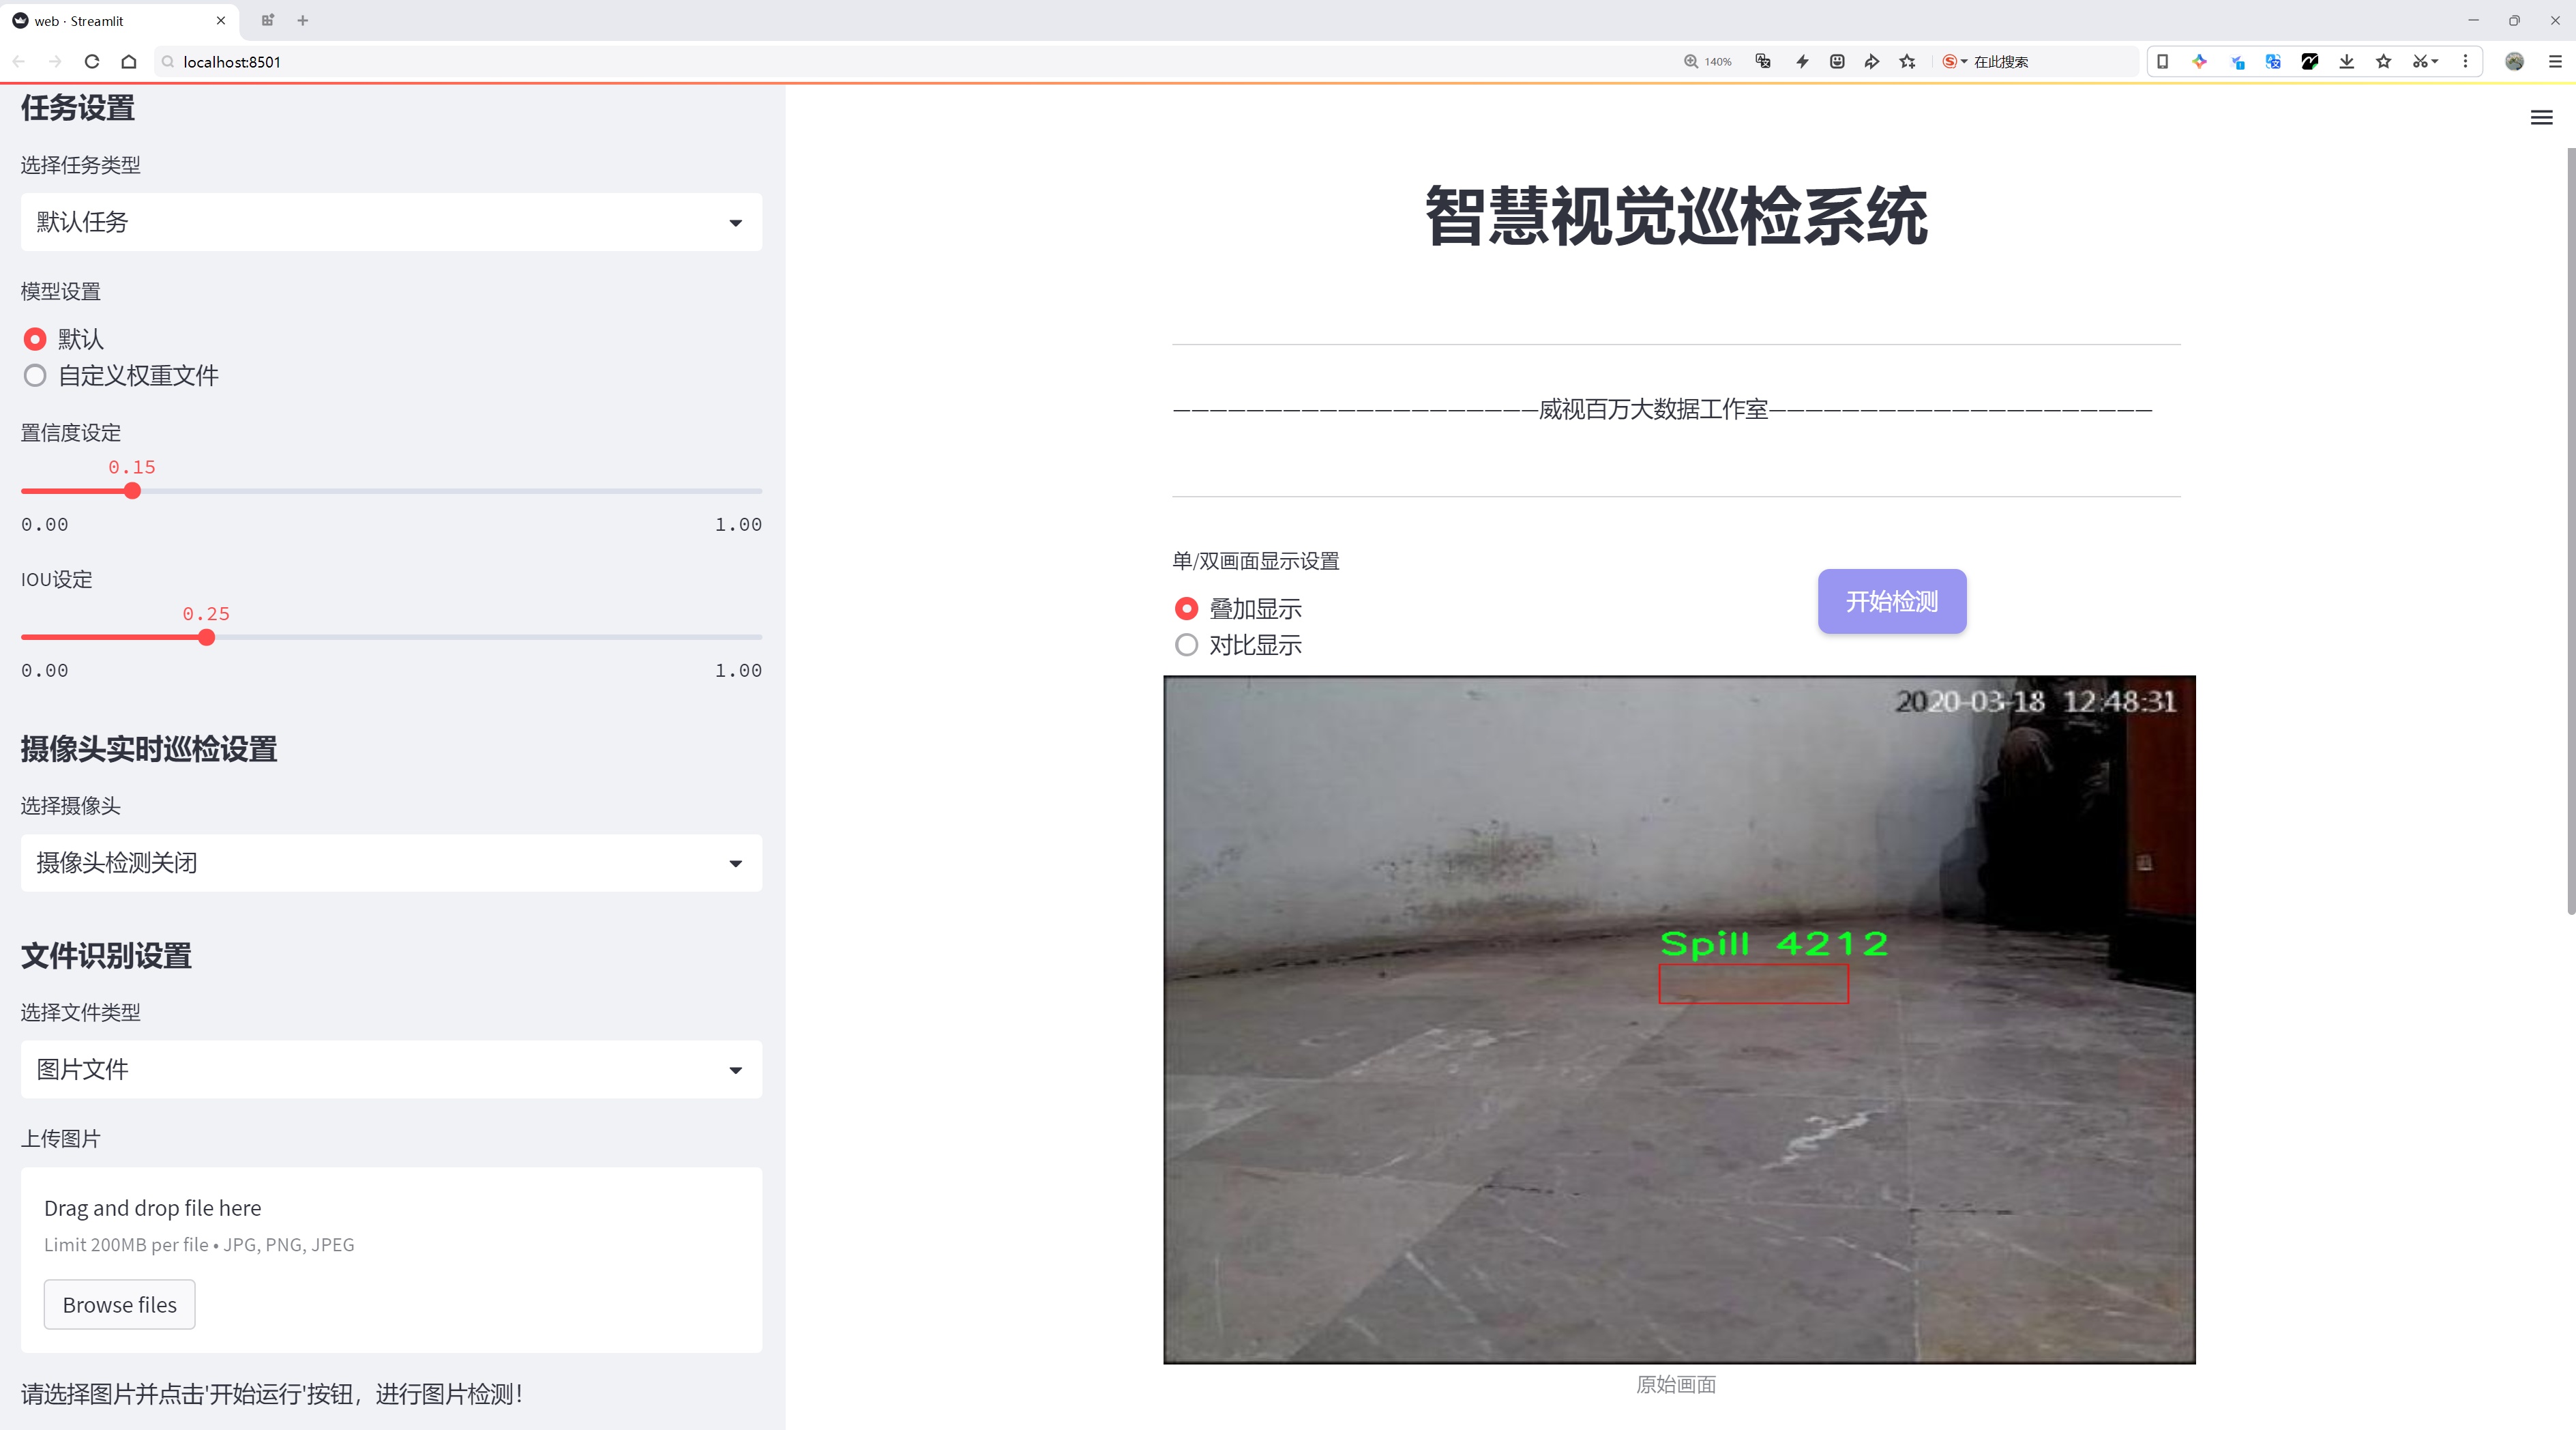 web · Streamlit
localhost:8501
140%
在此搜索
任务设置
选择任务类型
默认任务
模型设置
默认
自定义权重文件
置信度设定
0.15
0.00 1.00
IOU设定
0.25
0.00 1.00
摄像头实时巡检设置
选择摄像头
摄像头检测关闭
文件识别设置
选择文件类型
图片文件
上传图片
Drag and drop file here
Limit 200MB per file • JPG, PNG, JPEG
Browse files
请选择图片并点击'开始运行'按钮，进行图片检测！
智慧视觉巡检系统
—————————————————————威视百万大数据工作室—————————————————————
单/双画面显示设置
叠加显示
对比显示
开始检测
2020-03-18 12:48:31
Spill 4212
原始画面